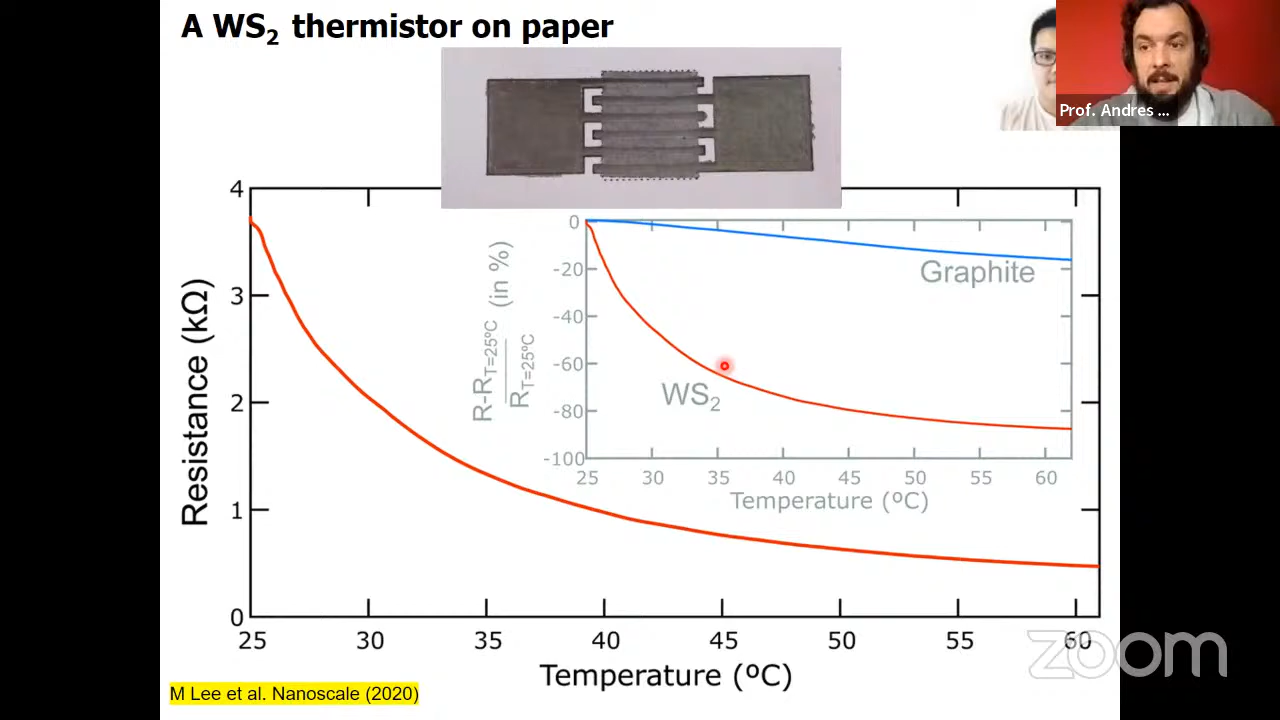 A WS₂ thermistor on paper
Prof. Andres ...
4
3
2
1
0
Resistance (kΩ)
25 30 35 40 45 50 55 60
Temperature (ºC)
0
-20
-40
-60
-80
-100
R-R_T=25ºC
R_T=25ºC
(in %)
Graphite
WS₂
25 30 35 40 45 50 55 60
Temperature (ºC)
M Lee et al. Nanoscale (2020)
zoom